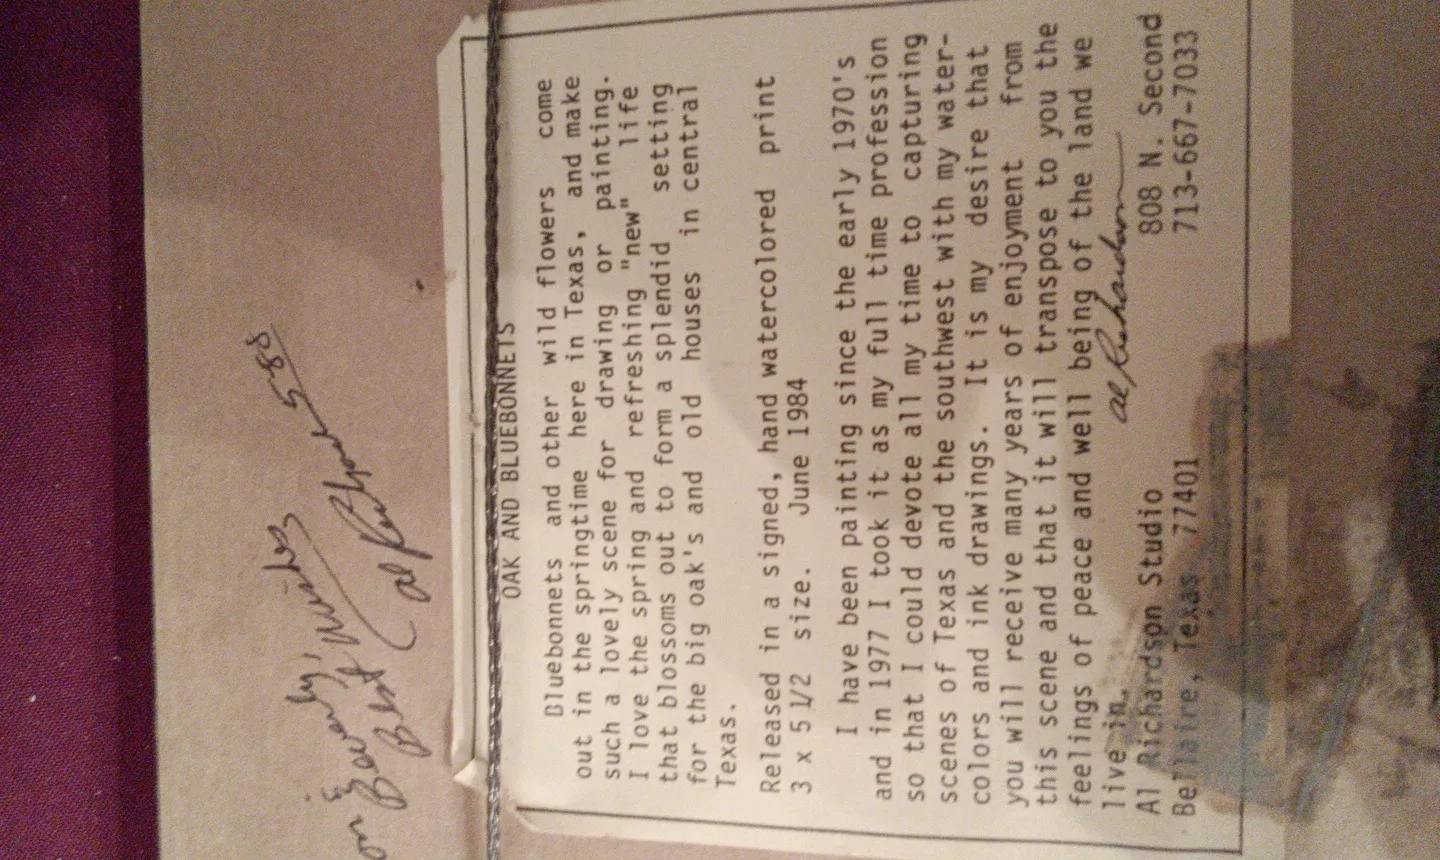 Beverly,
Best Wishes
Al Richardson 588
OAK AND BLUEBONNETS
Bluebonnets and other wild flowers come
out in the springtime here in Texas, and make
such a lovely scene for drawing or painting.
I love the spring and refreshing "new" life
that blossoms out to form a splendid setting
for the big oak's and old houses in central
Texas.
Released in a signed, hand watercolored print
3 x 5 1/2 size. June 1984
I have been painting since the early 1970's
and in 1977 I took it as my full time profession
so that I could devote all my time to capturing
scenes of Texas and the southwest with my water-
colors and ink drawings. It is my desire that
you will receive many years of enjoyment from
this scene and that it will transpose to you the
feelings of peace and well being of the land we
live in.
Al Richardson
Al Richardson Studio 808 N. Second
Bellaire, Texas 77401 713-667-7033